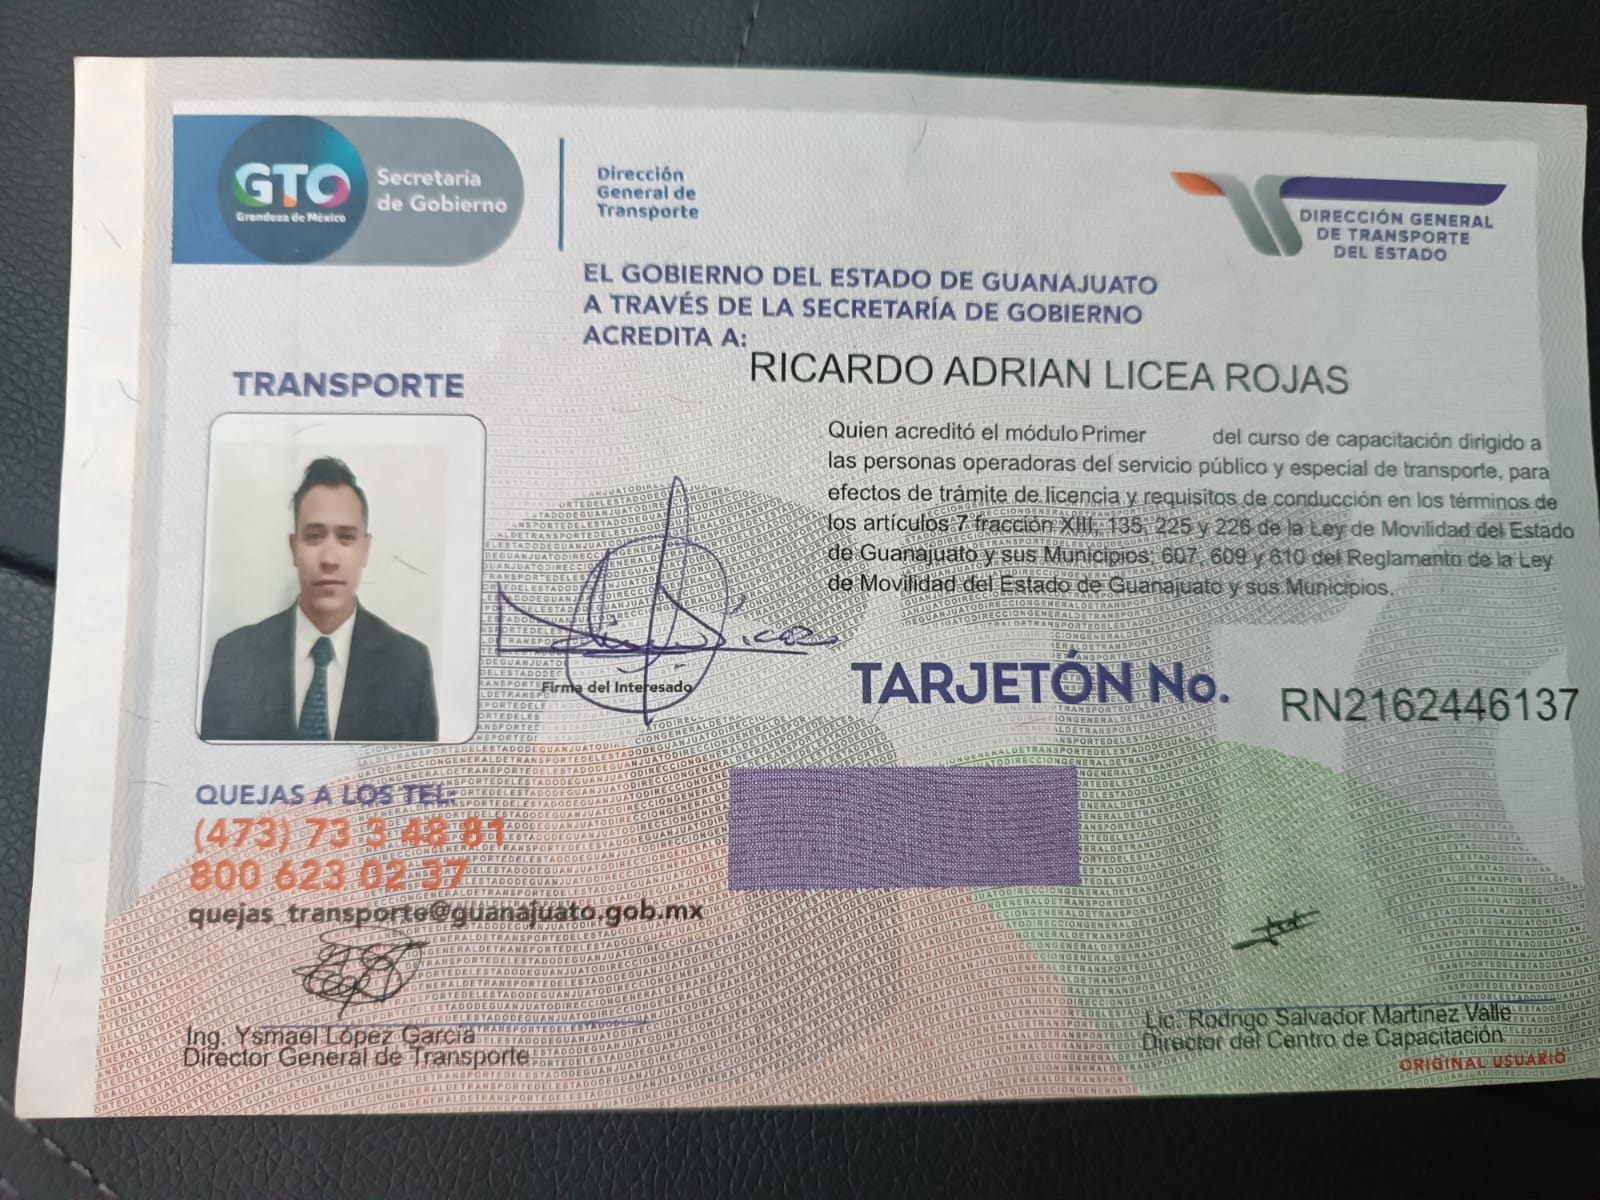 GTO
Grandeza de México
Secretaría
de Gobierno
Dirección
General de
Transporte
DIRECCIÓN GENERAL
DE TRANSPORTE
DEL ESTADO
EL GOBIERNO DEL ESTADO DE GUANAJUATO
A TRAVÉS DE LA SECRETARÍA DE GOBIERNO
ACREDITA A:
RICARDO ADRIAN LICEA ROJAS
TRANSPORTE
Quien acreditó el módulo Primer del curso de capacitación dirigido a
las personas operadoras del servicio público y especial de transporte, para
efectos de trámite de licencia y requisitos de conducción en los términos de
los artículos 7 fracción XIII, 135, 225 y 226 de la Ley de Movilidad del Estado
de Guanajuato y sus Municipios; 607, 609 y 610 del Reglamento de la Ley
de Movilidad del Estado de Guanajuato y sus Municipios.
Firma del Interesado
TARJETÓN No. RN2162446137
QUEJAS A LOS TEL:
(473) 73 3 48 81
800 623 02 37
quejas_transporte@guanajuato.gob.mx
Ing. Ysmael López García
Director General de Transporte
Lic. Rodrigo Salvador Martínez Valle
Director del Centro de Capacitación
ORIGINAL USUARIO